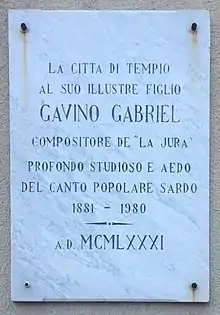 LA CITTA DI TEMPIO
AL SUO ILLUSTRE FIGLIO
GAVINO GABRIEL
COMPOSITORE DE "LA JURA"
PROFONDO STUDIOSO E AEDO
DEL CANTO POPOLARE SARDO
1881 - 1980
A.D. MCMLXXXI